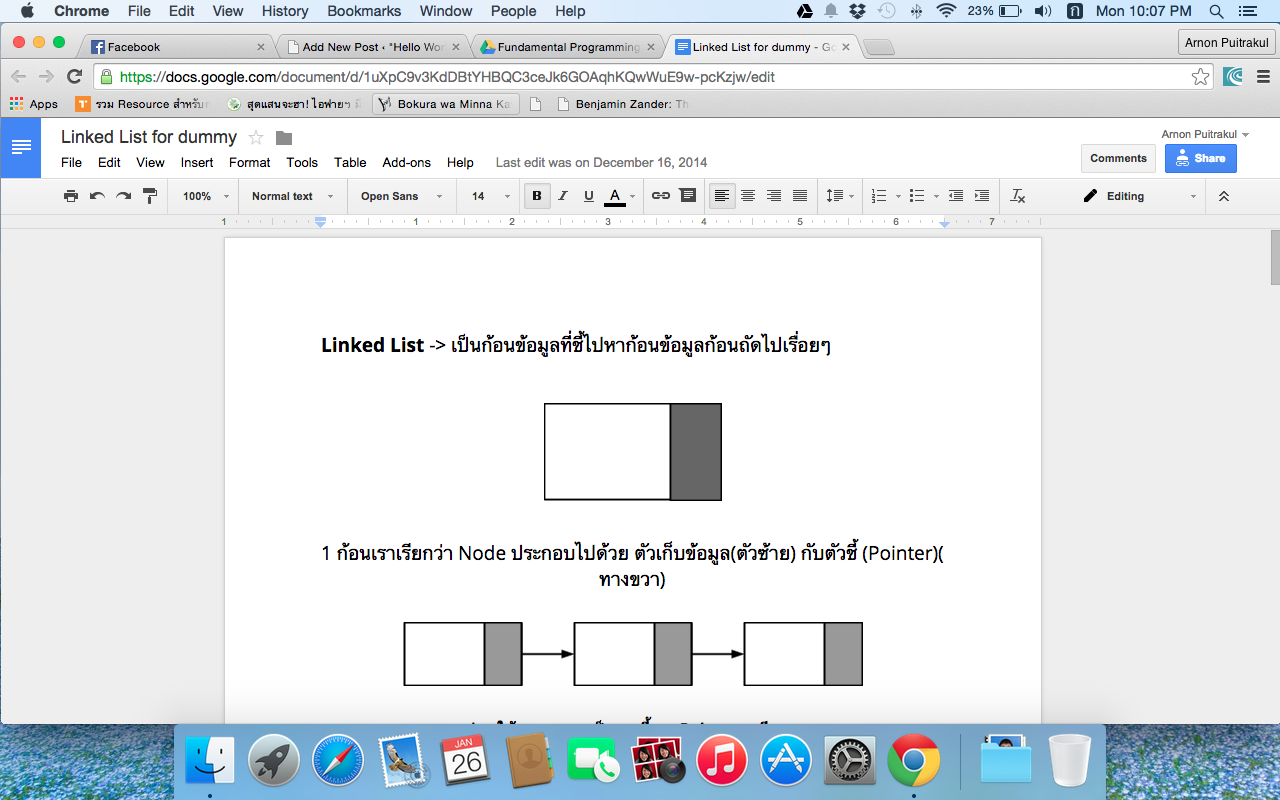 Chrome File Edit View History Bookmarks Window People Help 23% ก Mon 10:07 PM
Facebook Add New Post ‹ "Hello Wor Fundamental Programming Linked List for dummy - Go Arnon Puitrakul
https://docs.google.com/document/d/1uXpC9v3KdDBtYHBQC3ceJk6GOAqhKQwWuE9w-pcKzjw/edit
Apps รวม Resource สำหรับ สุดแสนจะฮา! ไอฟายๆ Bokura wa Minna Ka Benjamin Zander: Th
Linked List for dummy Arnon Puitrakul
File Edit View Insert Format Tools Table Add-ons Help Last edit was on December 16, 2014 Comments Share
100% Normal text Open Sans 14 B I U A Editing
1 1 2 3 4 5 6 7
Linked List -> เป็นก้อนข้อมูลที่ชี้ไปหาก้อนข้อมูลก้อนถัดไปเรื่อยๆ
1 ก้อนเราเรียกว่า Node ประกอบไปด้วย ตัวเก็บข้อมูล(ตัวซ้าย) กับตัวชี้ (Pointer)(
ทางขวา)
JAN
26